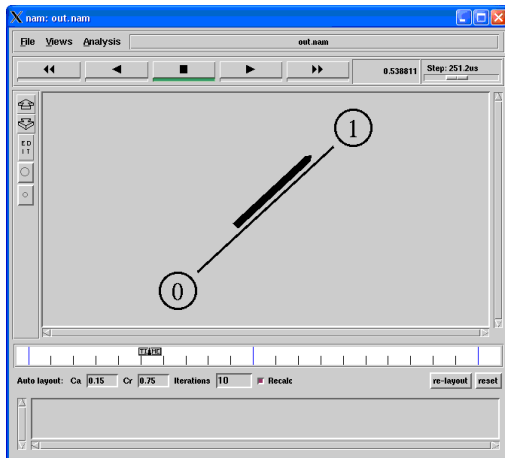 nam: out.nam
File Views Analysis out.nam
0.538811 Step: 251.2us
ED
IT
1
0
TIME
Auto layout: Ca 0.15 Cr 0.75 Iterations 10 Recalc re-layout reset